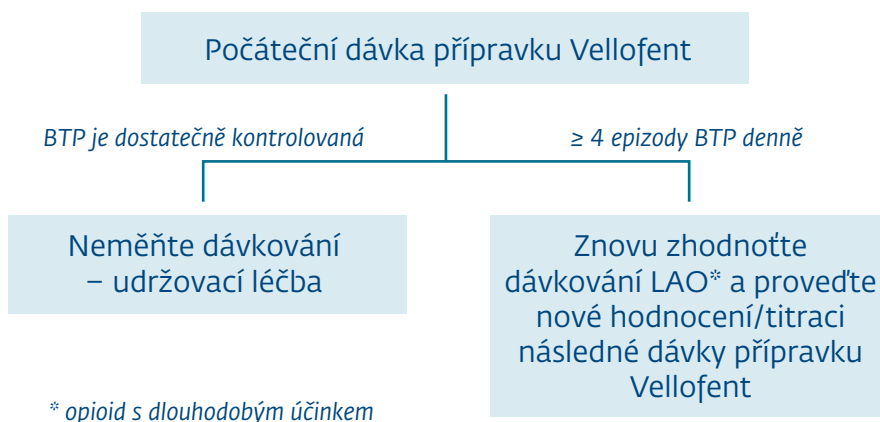 Počáteční dávka přípravku Vellofent
BTP je dostatečně kontrolovaná
≥ 4 epizody BTP denně
Neměňte dávkování
– udržovací léčba
Znovu zhodnoťte
dávkování LAO* a proveďte
nové hodnocení/titraci
následné dávky přípravku
Vellofent
* opioid s dlouhodobým účinkem